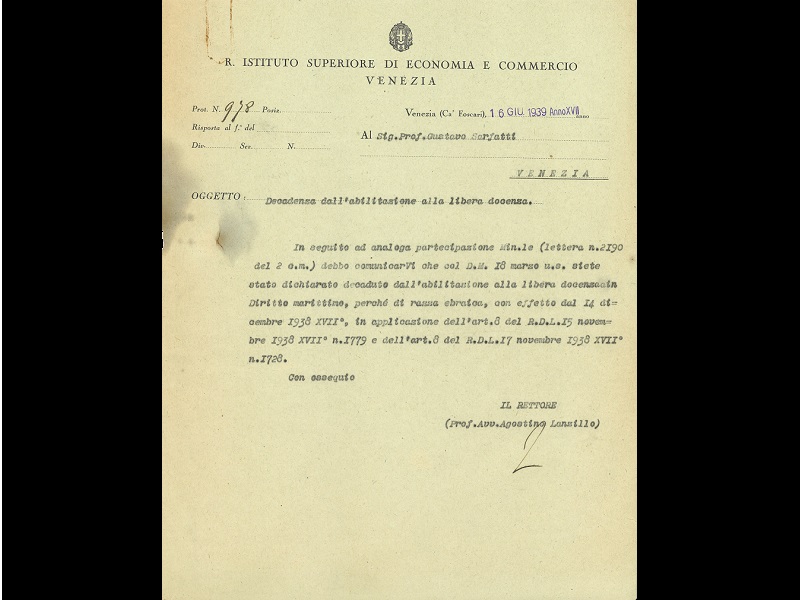 R. ISTITUTO SUPERIORE DI ECONOMIA E COMMERCIO
VENEZIA
Prot. N. 978 Posiz.
Venezia (Ca' Foscari), 16 GIU. 1939 Anno XVII
Risposta al f.° del
Al Sig.Prof.Gustavo Sarfatti
Div. Sez. N.
VENEZIA
OGGETTO: Decadenza dall'abilitazione alla libera docenza.
In seguito ad analoga partecipazione Min.le (lettera n.2190
del 2 c.m.) debbo comunicarVi che col D.M. 18 marzo u.s. siete
stato dichiarato decaduto dall'abilitazione alla libera docenza in
Diritto marittimo, perché di razza ebraica, con effetto dal 14 di-
cembre 1938 XVII°, in applicazione dell'art.8 del R.D.L.15 novem-
bre 1938 XVII° n.1779 e dell'art.8 del R.D.L.17 novembre 1938 XVII°
n.1728.
Con ossequio
IL RETTORE
(Prof.Avv.Agostino Lanzillo)